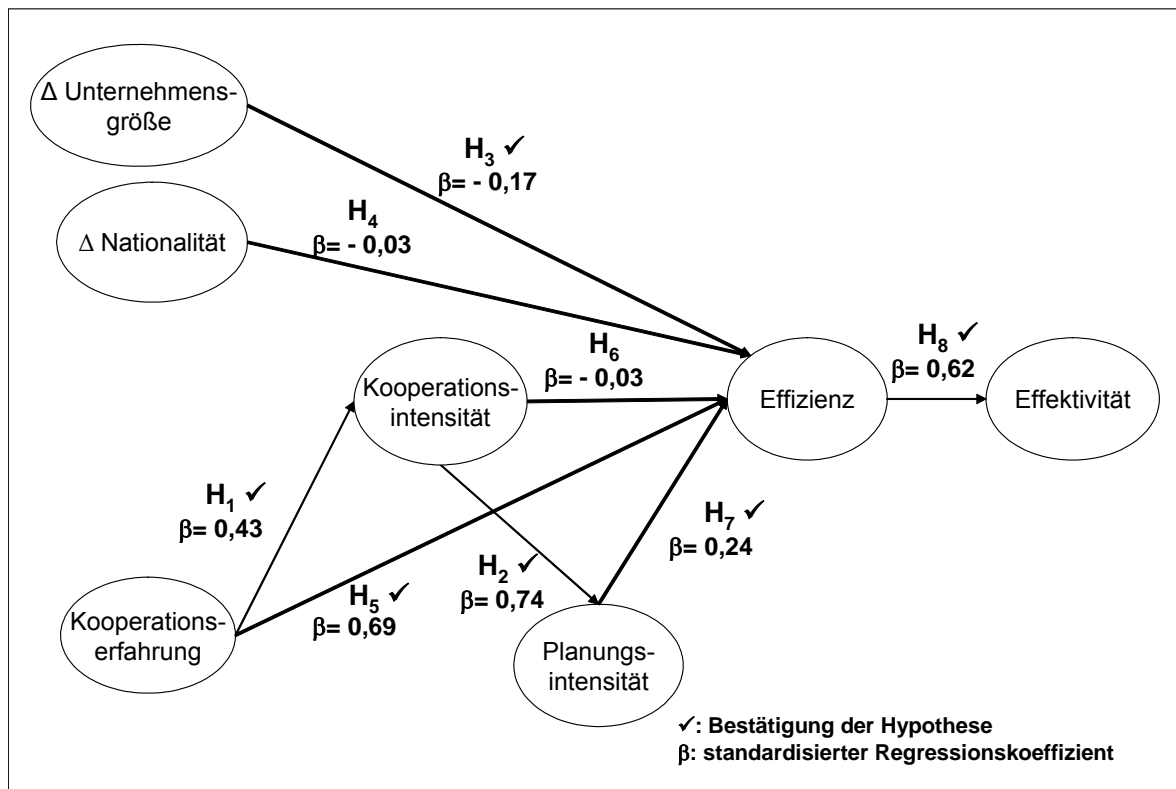 Δ Unternehmens-
größe
H₃ ✓
β= - 0,17
Δ Nationalität
H₄
β= - 0,03
Kooperations-
intensität
H₆
β= - 0,03
Effizienz
H₈ ✓
β= 0,62
Effektivität
H₁ ✓
β= 0,43
H₇ ✓
β= 0,24
H₂ ✓
β= 0,74
H₅ ✓
β= 0,69
Kooperations-
erfahrung
Planungs-
intensität
✓: Bestätigung der Hypothese
β: standardisierter Regressionskoeffizient